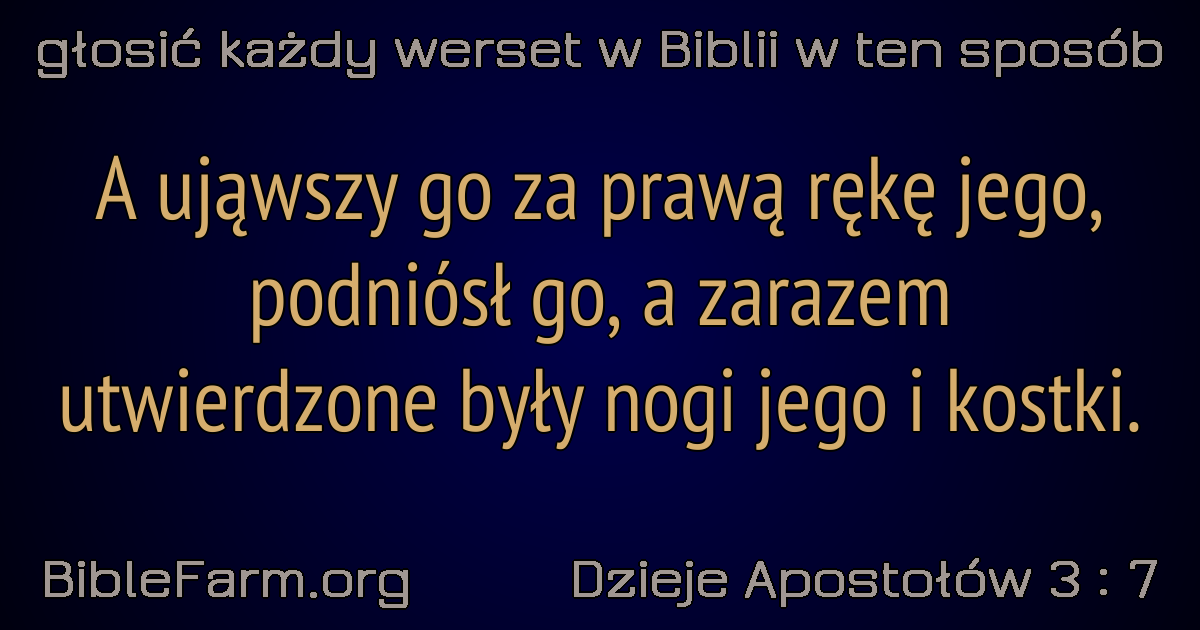 głosić każdy werset w Biblii w ten sposób
A ująwszy go za prawą rękę jego,
podniósł go, a zarazem
utwierdzone były nogi jego i kostki.
BibleFarm.org
Dzieje Apostołów 3 : 7